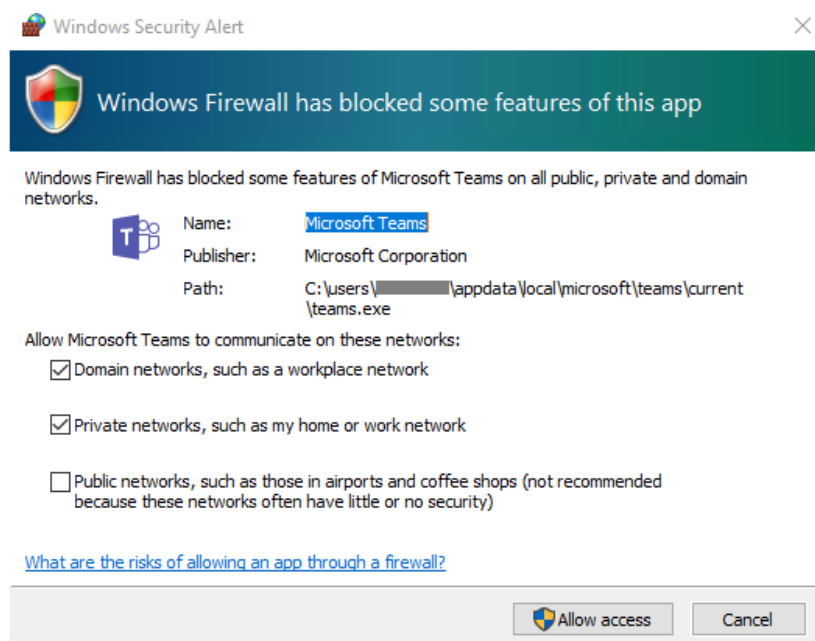 Windows Security Alert
Windows Firewall has blocked some features of this app
Windows Firewall has blocked some features of Microsoft Teams on all public, private and domain
networks.
T
Name: Microsoft Teams
Publisher: Microsoft Corporation
Path: C:\users\ \appdata\local\microsoft\teams\current
\teams.exe
Allow Microsoft Teams to communicate on these networks:
Domain networks, such as a workplace network
Private networks, such as my home or work network
Public networks, such as those in airports and coffee shops (not recommended
because these networks often have little or no security)
What are the risks of allowing an app through a firewall?
Allow access
Cancel